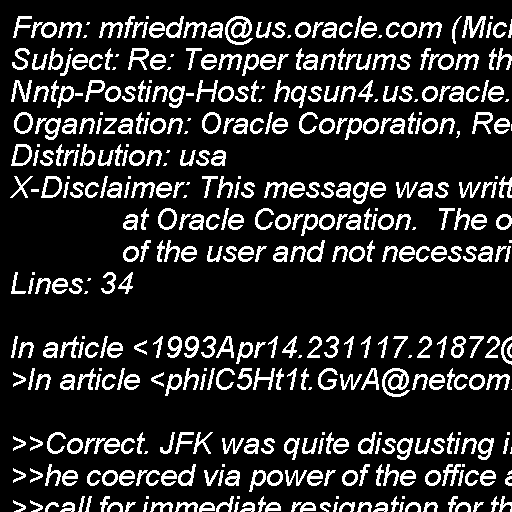 From: mfriedma@us.oracle.com (Mic
Subject: Re: Temper tantrums from th
Nntp-Posting-Host: hqsun4.us.oracle.
Organization: Oracle Corporation, Re
Distribution: usa
X-Disclaimer: This message was writt
at Oracle Corporation.  The o
of the user and not necessari
Lines: 34

In article <1993Apr14.231117.21872@
>In article <philC5Ht1t.GwA@netcom

>>Correct. JFK was quite disgusting i
>>he coerced via power of the office a
>>call for immediate resignation for th